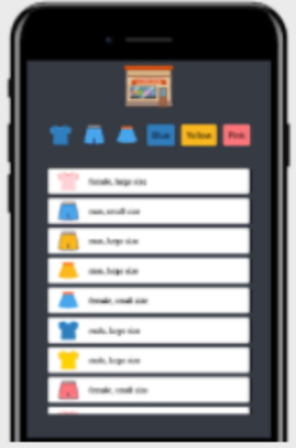 Blue Yellow Pink
female, large size
man, small size
man, large size
man, large size
female, small size
male, large size
male, large size
female, small size